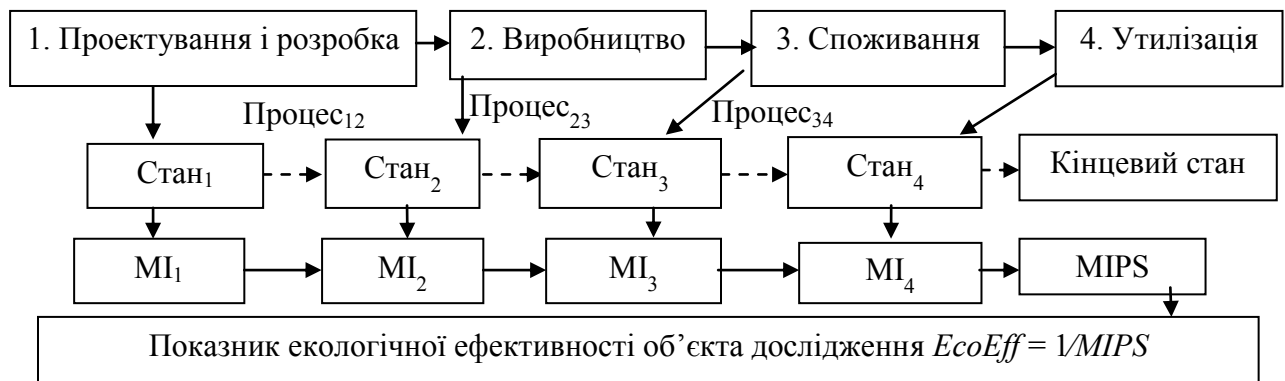 1. Проектування і розробка
2. Виробництво
3. Споживання
4. Утилізація
Процес₁₂
Процес₂₃
Процес₃₄
Стан₁
Стан₂
Стан₃
Стан₄
Кінцевий стан
MI₁
MI₂
MI₃
MI₄
MIPS
Показник екологічної ефективності об’єкта дослідження EcoEff = 1/MIPS